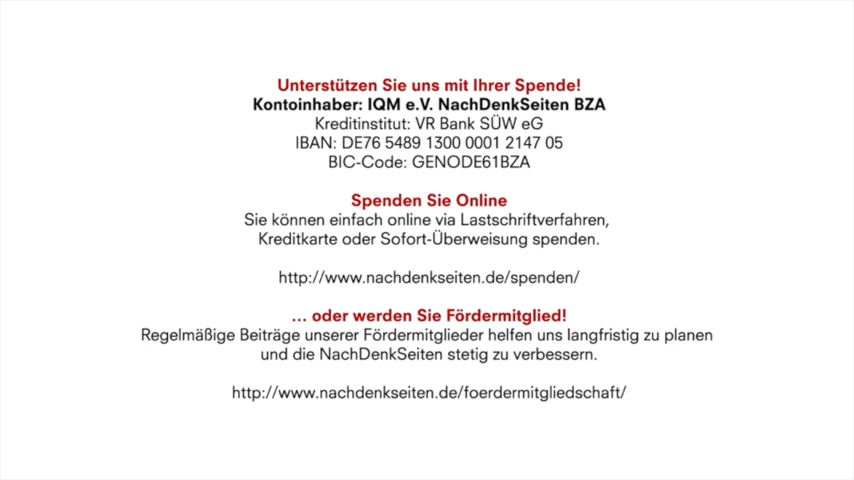 Unterstützen Sie uns mit Ihrer Spende!
Kontoinhaber: IQM e.V. NachDenkSeiten BZA
Kreditinstitut: VR Bank SÜW eG
IBAN: DE76 5489 1300 0001 2147 05
BIC-Code: GENODE61BZA
Spenden Sie Online
Sie können einfach online via Lastschriftverfahren,
Kreditkarte oder Sofort-Überweisung spenden.
http://www.nachdenkseiten.de/spenden/
... oder werden Sie Fördermitglied!
Regelmäßige Beiträge unserer Fördermitglieder helfen uns langfristig zu planen
und die NachDenkSeiten stetig zu verbessern.
http://www.nachdenkseiten.de/foerdermitgliedschaft/